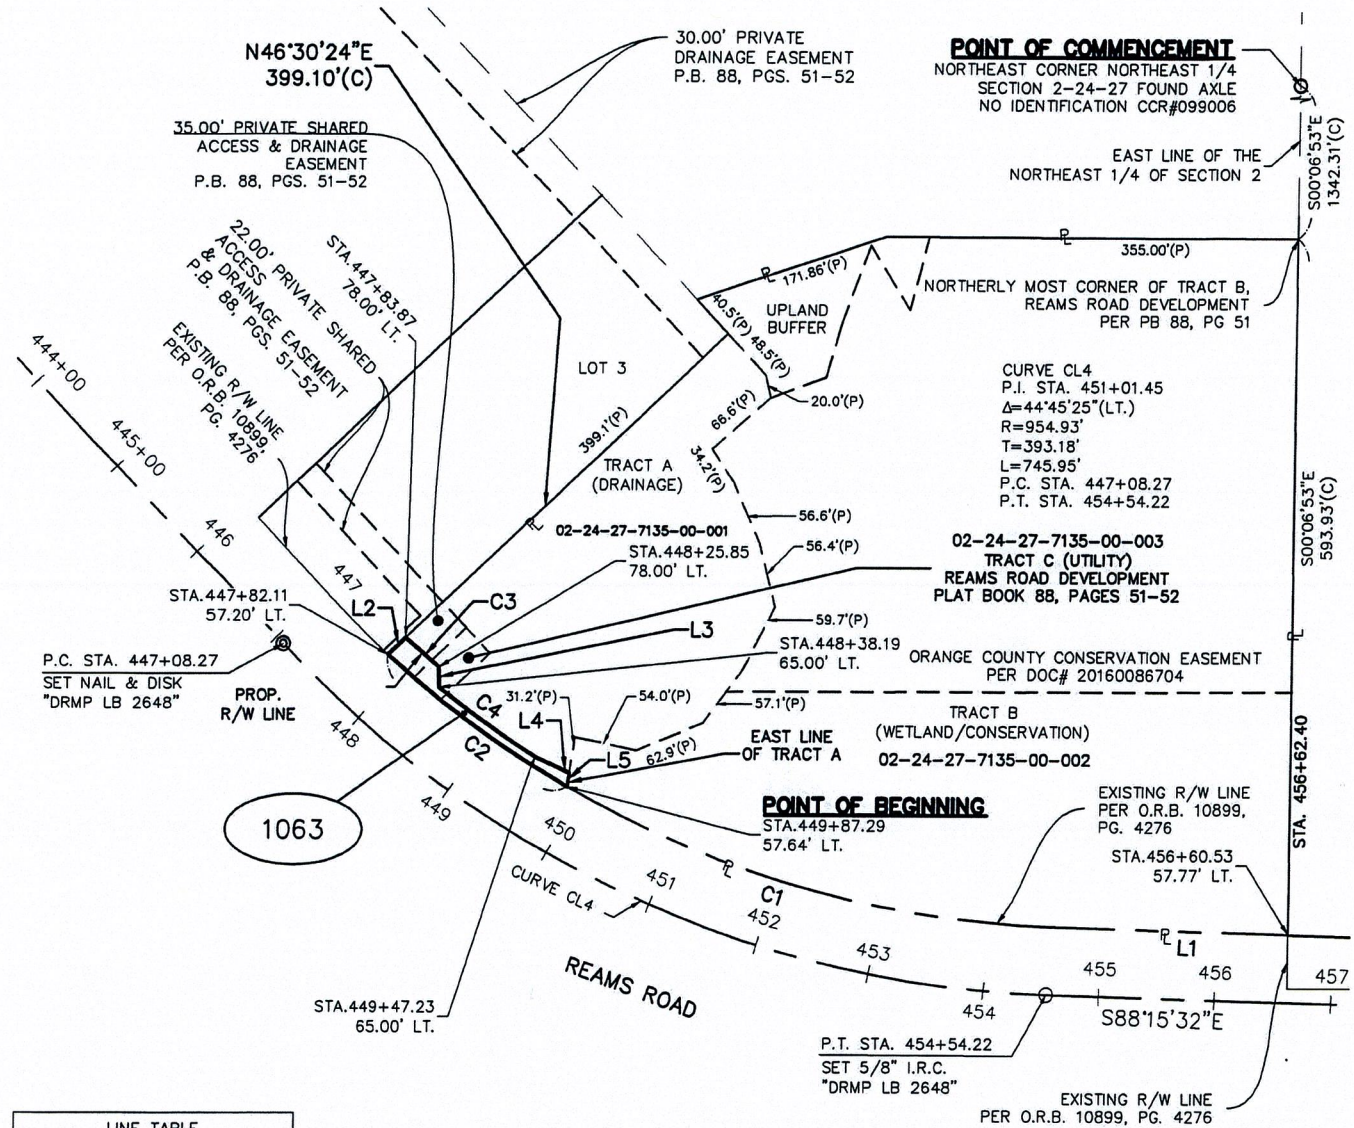 N46°30'24"E
399.10'(C)
30.00' PRIVATE
DRAINAGE EASEMENT
P.B. 88, PGS. 51-52
POINT OF COMMENCEMENT
NORTHEAST CORNER NORTHEAST 1/4
SECTION 2-24-27 FOUND AXLE
NO IDENTIFICATION CCR#099006
35.00' PRIVATE SHARED
ACCESS & DRAINAGE
EASEMENT
P.B. 88, PGS. 51-52
EAST LINE OF THE
NORTHEAST 1/4 OF SECTION 2
S00°06'53"E
1342.31'(C)
22.00' PRIVATE SHARED
ACCESS
& DRAINAGE EASEMENT
P.B. 88, PGS. 51-52
STA.447+83.87
78.00' LT.
EXISTING R/W LINE
PER O.R.B. 10899,
PG. 4276
171.86'(P)
355.00'(P)
40.5'(P)
48.5'(P)
UPLAND
BUFFER
NORTHERLY MOST CORNER OF TRACT B,
REAMS ROAD DEVELOPMENT
PER PB 88, PG 51
LOT 3
20.0'(P)
66.6'(P)
34.2'(P)
399.1'(P)
CURVE CL4
P.I. STA. 451+01.45
Δ=44°45'25"(LT.)
R=954.93'
T=393.18'
L=745.95'
P.C. STA. 447+08.27
P.T. STA. 454+54.22
444+00
445+00
446
447
TRACT A
(DRAINAGE)
02-24-27-7135-00-001
STA.448+25.85
78.00' LT.
56.6'(P)
56.4'(P)
59.7'(P)
02-24-27-7135-00-003
TRACT C (UTILITY)
REAMS ROAD DEVELOPMENT
PLAT BOOK 88, PAGES 51-52
S00°06'53"E
593.93'(C)
STA.447+82.11
57.20' LT.
L2
C3
L3
STA.448+38.19
65.00' LT.
ORANGE COUNTY CONSERVATION EASEMENT
PER DOC# 20160086704
P.C. STA. 447+08.27
SET NAIL & DISK
"DRMP LB 2648"
PROP.
R/W LINE
448
C4
C2
31.2'(P)
L4
54.0'(P)
L5
62.9'(P)
57.1'(P)
EAST LINE
OF TRACT A
TRACT B
(WETLAND/CONSERVATION)
02-24-27-7135-00-002
STA. 456+62.40
1063
449
450
POINT OF BEGINNING
STA.449+87.29
57.64' LT.
EXISTING R/W LINE
PER O.R.B. 10899,
PG. 4276
STA.456+60.53
57.77' LT.
CURVE CL4
451
C1
452
453
L1
454
455
456
457
REAMS ROAD
S88°15'32"E
STA.449+47.23
65.00' LT.
P.T. STA. 454+54.22
SET 5/8" I.R.C.
"DRMP LB 2648"
EXISTING R/W LINE
PER O.R.B. 10899, PG. 4276
LINE TABLE